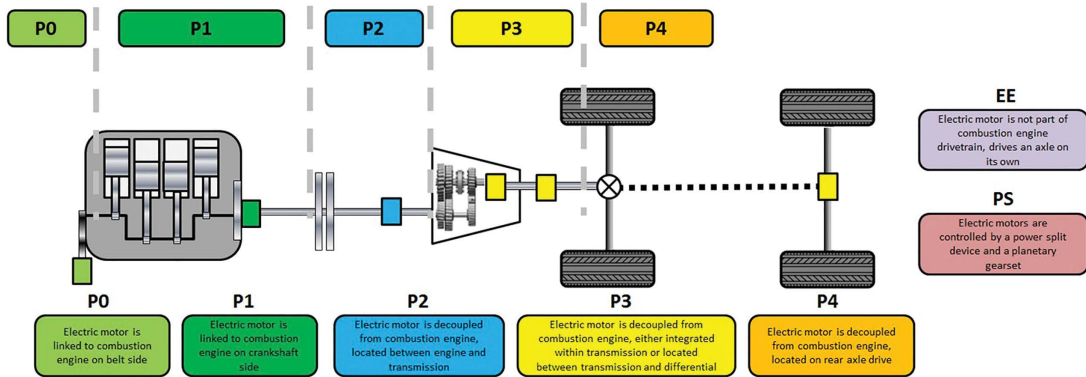 P0
P1
P2
P3
P4
EE
Electric motor is not part of
combustion engine
drivetrain, drives an axle on
its own
PS
Electric motors are
controlled by a power split
device and a planetary
gearset
P0
Electric motor is
linked to combustion
engine on belt side
P1
Electric motor is
linked to combustion
engine on crankshaft
side
P2
Electric motor is decoupled
from combustion engine,
located between engine and
transmission
P3
Electric motor is decoupled from
combustion engine, either integrated
within transmission or located
between transmission and differential
P4
Electric motor is decoupled
from combustion engine,
located on rear axle drive